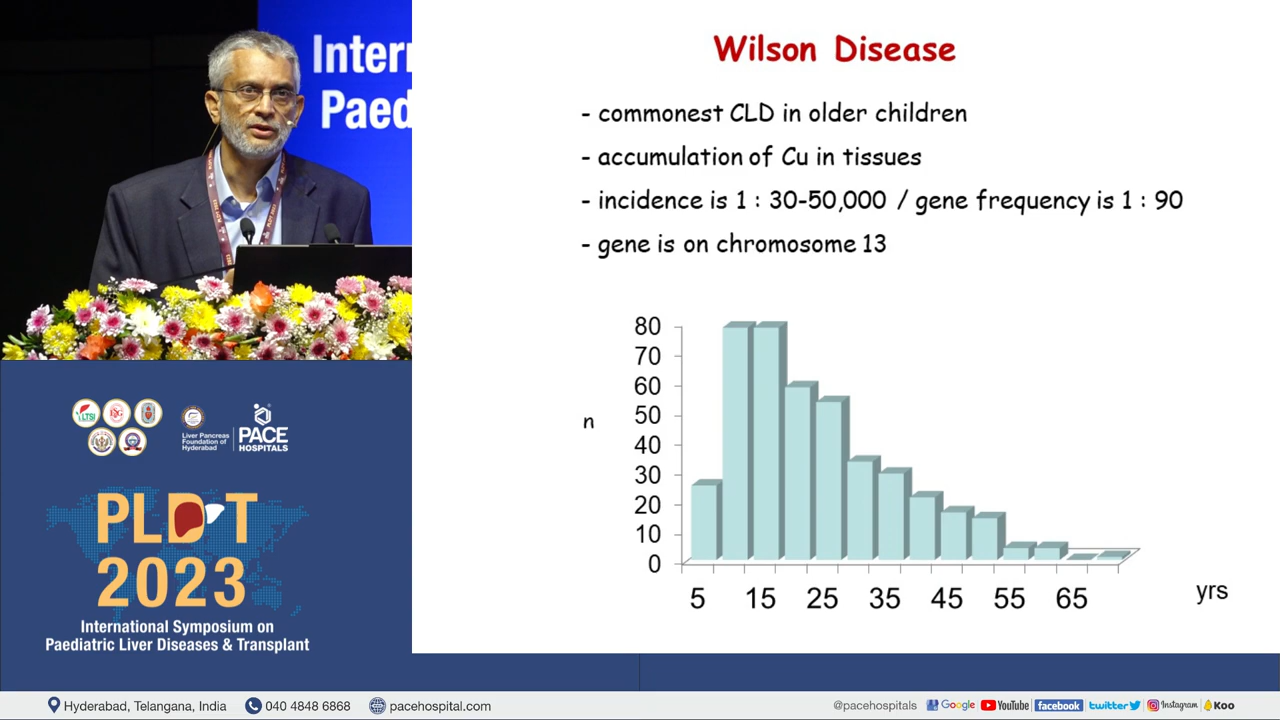 Inter
Paed
Wilson Disease
- commonest CLD in older children
- accumulation of Cu in tissues
- incidence is 1 : 30-50,000 / gene frequency is 1 : 90
- gene is on chromosome 13
80
70
60
50
40
30
20
10
0
n
5 15 25 35 45 55 65
yrs
LTSI
Liver Pancreas
Foundation of
Hyderabad
PACE
HOSPITALS
PLDT
2023
International Symposium on
Paediatric Liver Diseases & Transplant
Hyderabad, Telangana, India 040 4848 6868 pacehospital.com
@pacehospitals Google YouTube facebook twitter Instagram Koo